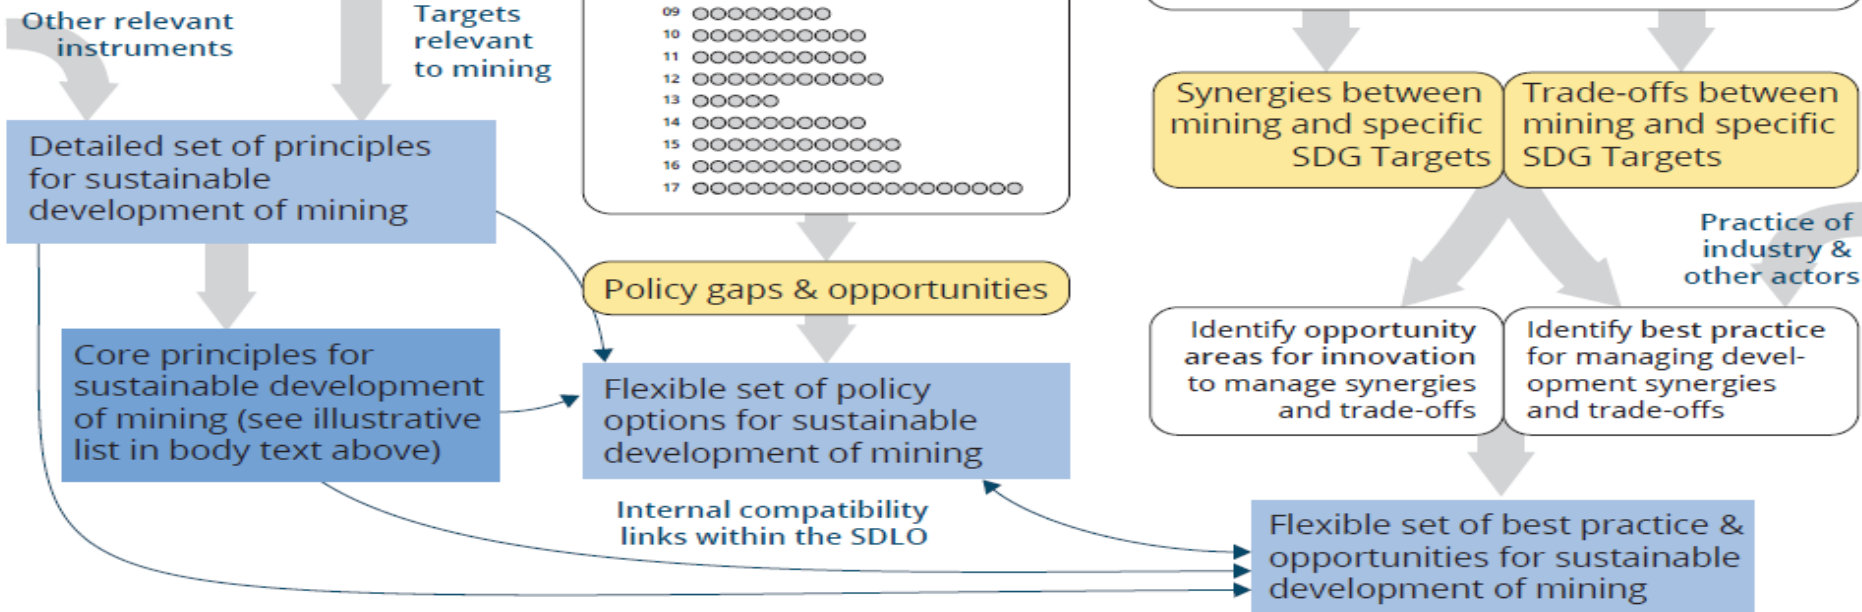 Other relevant
instruments
Targets
relevant
to mining
Detailed set of principles
for sustainable
development of mining
Core principles for
sustainable development
of mining (see illustrative
list in body text above)
09
10
11
12
13
14
15
16
17
Policy gaps & opportunities
Flexible set of policy
options for sustainable
development of mining
Internal compatibility
links within the SDLO
Synergies between
mining and specific
SDG Targets
Trade-offs between
mining and specific
SDG Targets
Practice of
industry &
other actors
Identify opportunity
areas for innovation
to manage synergies
and trade-offs
Identify best practice
for managing devel-
opment synergies
and trade-offs
Flexible set of best practice &
opportunities for sustainable
development of mining